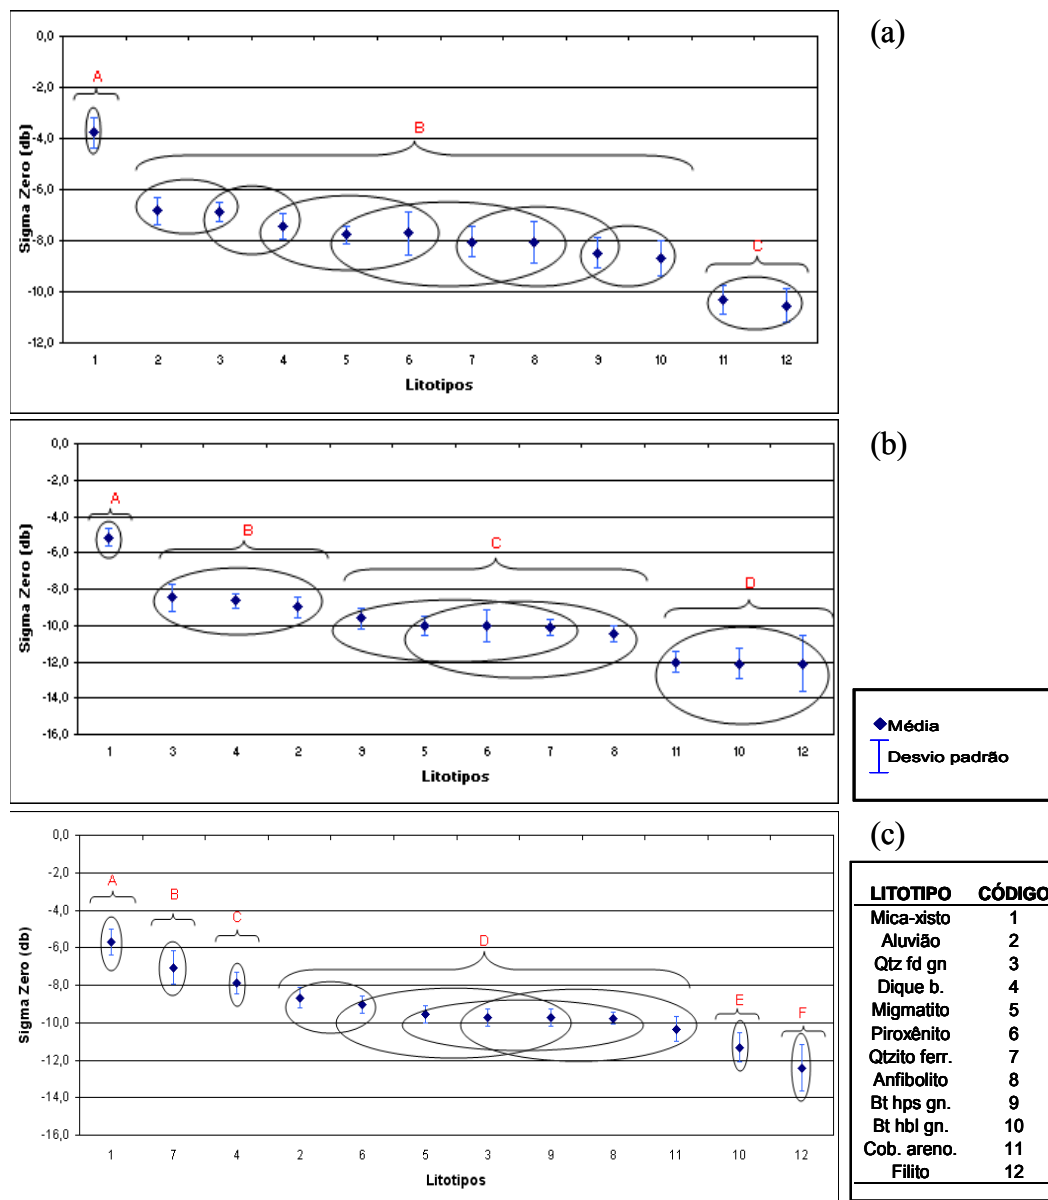 (a)
0,0
-2,0
-4,0
-6,0
-8,0
-10,0
-12,0
Sigma Zero (db)
A
B
C
1 2 3 4 5 6 7 8 9 10 11 12
Litotipos
(b)
0,0
-2,0
-4,0
-6,0
-8,0
-10,0
-12,0
-14,0
-16,0
Sigma Zero (db)
A
B
C
D
1 3 4 2 9 5 6 7 8 11 10 12
Litotipos
Média
Desvio padrão
(c)
0,0
-2,0
-4,0
-6,0
-8,0
-10,0
-12,0
-14,0
-16,0
Sigma Zero (db)
A
B
C
D
E
F
1 7 4 2 6 5 3 9 8 11 10 12
Litotipos
LITOTIPO CÓDIGO
Mica-xisto 1
Aluvião 2
Qtz fd gn 3
Dique b. 4
Migmatito 5
Piroxênito 6
Qtzito ferr. 7
Anfibolito 8
Bt hps gn. 9
Bt hbl gn. 10
Cob. areno. 11
Filito 12